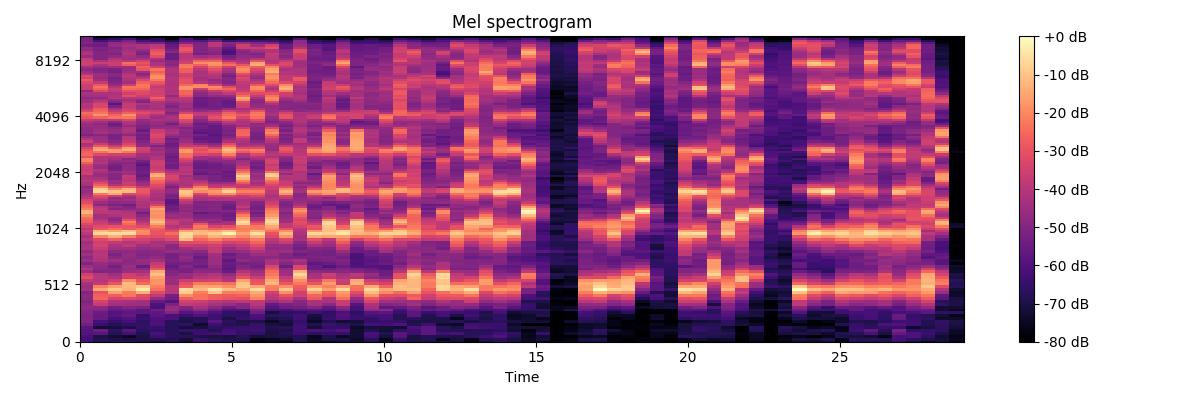 Mel spectrogram
8192
4096
2048
1024
512
0
Hz
0 5 10 15 20 25
Time
+0 dB
-10 dB
-20 dB
-30 dB
-40 dB
-50 dB
-60 dB
-70 dB
-80 dB